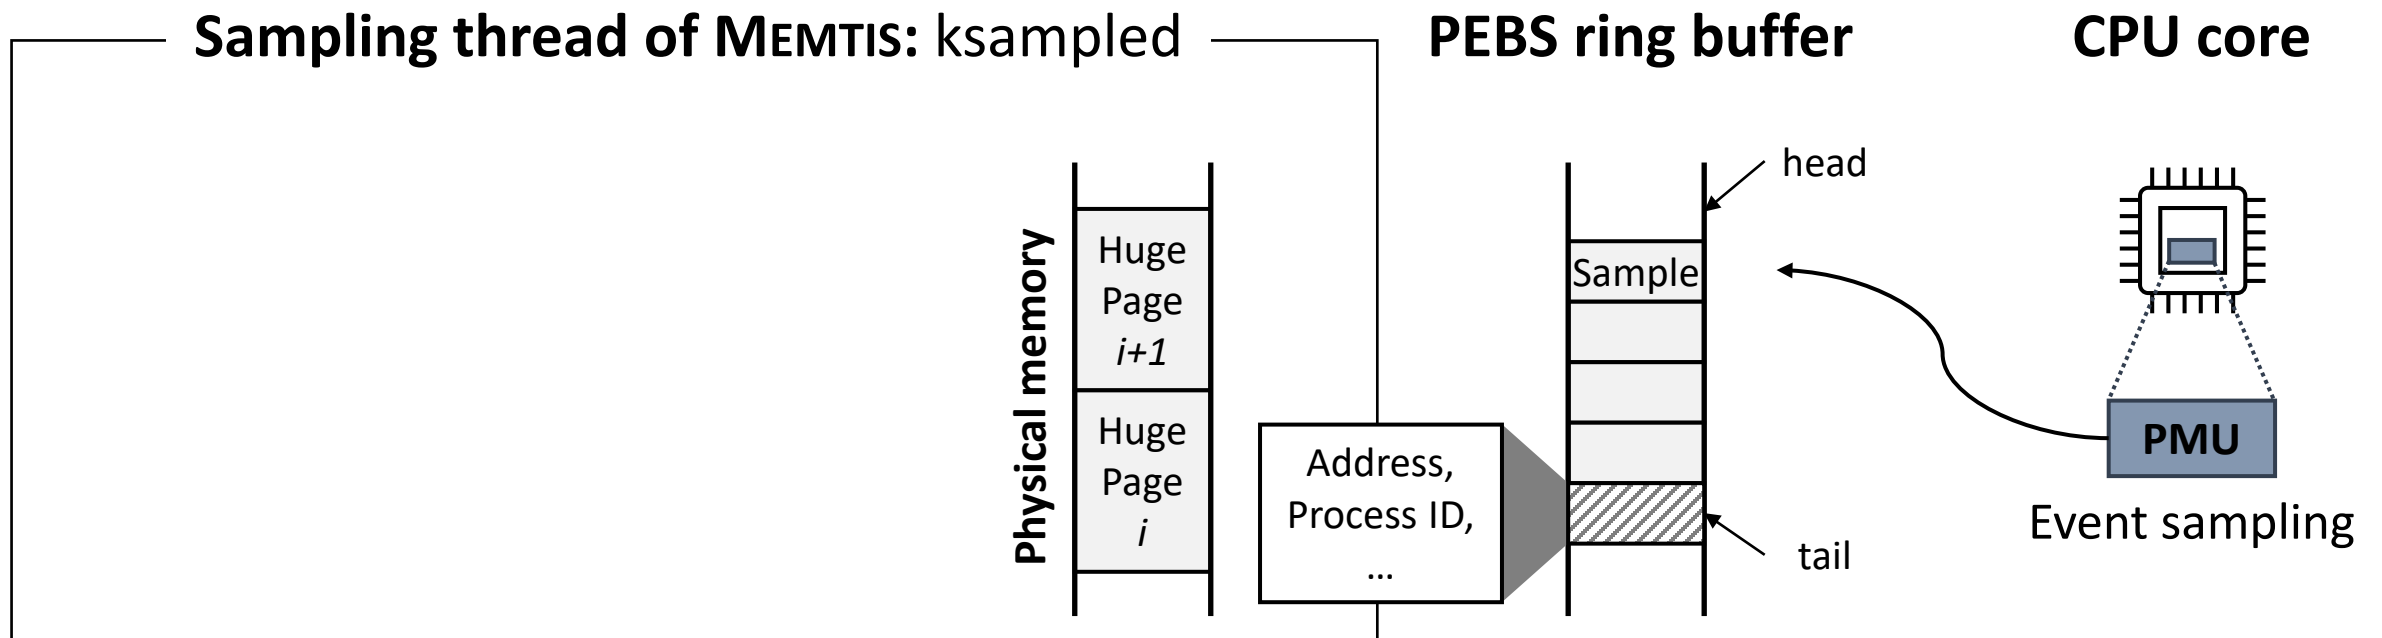 Sampling thread of MEMTIS: ksampled
PEBS ring buffer
CPU core
Physical memory
Huge
Page
i+1
Huge
Page
i
Address,
Process ID,
...
head
Sample
tail
PMU
Event sampling